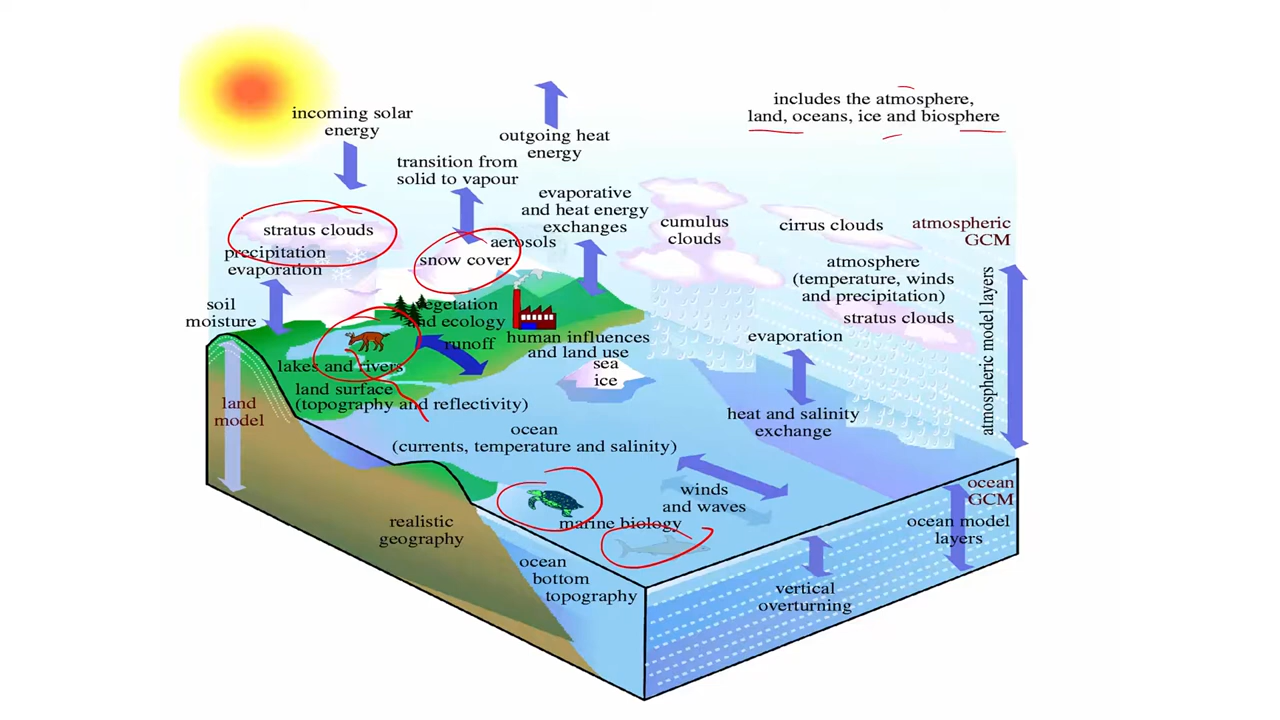 includes the atmosphere,
land, oceans, ice and biosphere
incoming solar
energy
outgoing heat
energy
transition from
solid to vapour
evaporative
and heat energy
exchanges
stratus clouds
precipitation
evaporation
aerosols
snow cover
cumulus
clouds
cirrus clouds
atmospheric
GCM
atmosphere
(temperature, winds
and precipitation)
stratus clouds
atmospheric model layers
soil
moisture
vegetation
and ecology
runoff
human influences
and land use
evaporation
lakes and rivers
sea
ice
land surface
(topography and reflectivity)
land
model
heat and salinity
exchange
ocean
(currents, temperature and salinity)
winds
and waves
ocean
GCM
marine biology
realistic
geography
ocean model
layers
ocean
bottom
topography
vertical
overturning